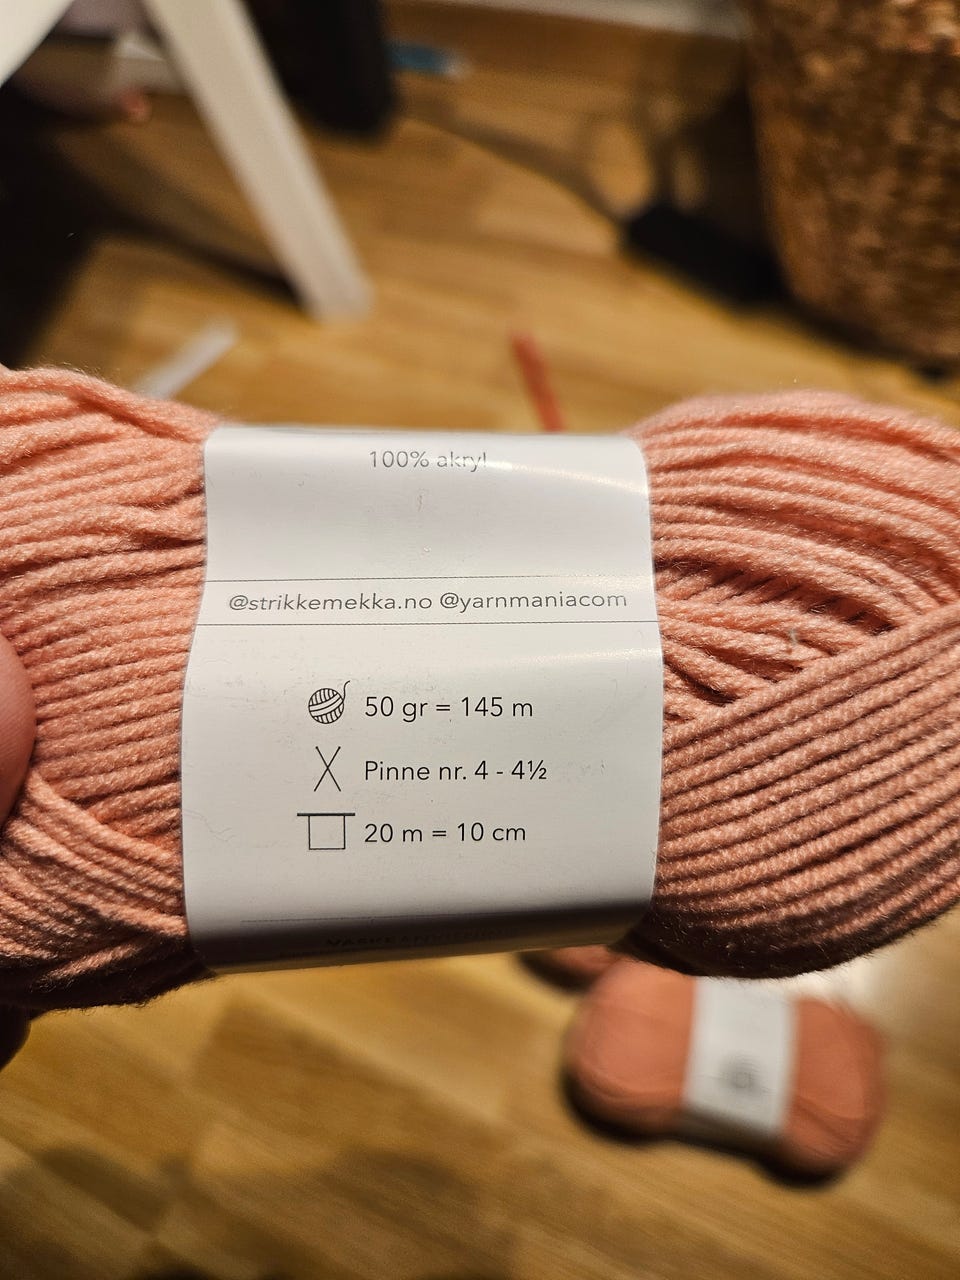 100% akryl
@strikkemekka.no @yarnmaniacom
50 gr = 145 m
Pinne nr. 4 - 4½
20 m = 10 cm